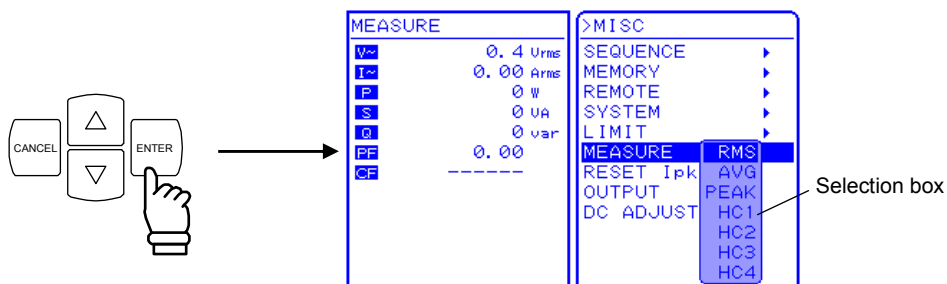 CANCEL
△
▽
ENTER
MEASURE
V~ 0.4 Vrms
I~ 0.00 Arms
P 0 W
S 0 VA
Q 0 var
PF 0.00
CF ------
>MISC
SEQUENCE
MEMORY
REMOTE
SYSTEM
LIMIT
MEASURE RMS
RESET Ipk AVG
OUTPUT PEAK
DC ADJUST HC1
HC2
HC3
HC4
Selection box